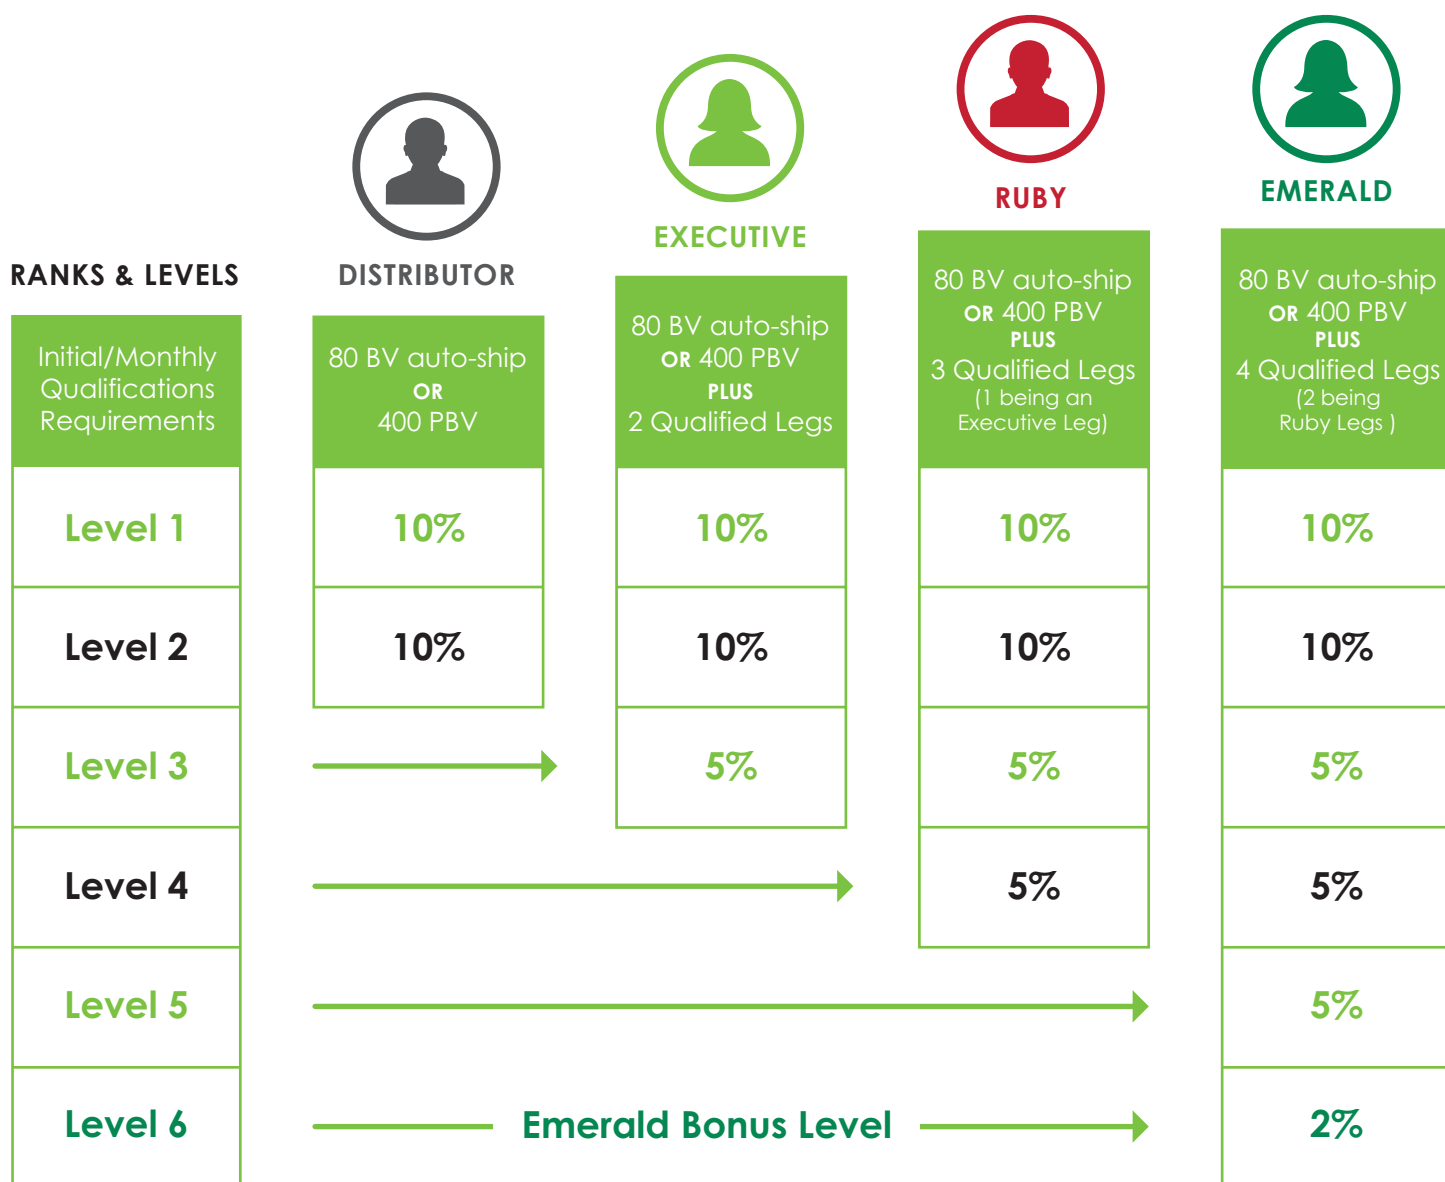 RANKS & LEVELS
DISTRIBUTOR
EXECUTIVE
RUBY
EMERALD
Initial/Monthly
Qualifications
Requirements
80 BV auto-ship
OR
400 PBV
80 BV auto-ship
OR 400 PBV
PLUS
2 Qualified Legs
80 BV auto-ship
OR 400 PBV
PLUS
3 Qualified Legs
(1 being an
Executive Leg)
80 BV auto-ship
OR 400 PBV
PLUS
4 Qualified Legs
(2 being
Ruby Legs )
Level 1 10% 10% 10% 10%
Level 2 10% 10% 10% 10%
Level 3 5% 5% 5%
Level 4 5% 5%
Level 5 5%
Level 6 Emerald Bonus Level 2%